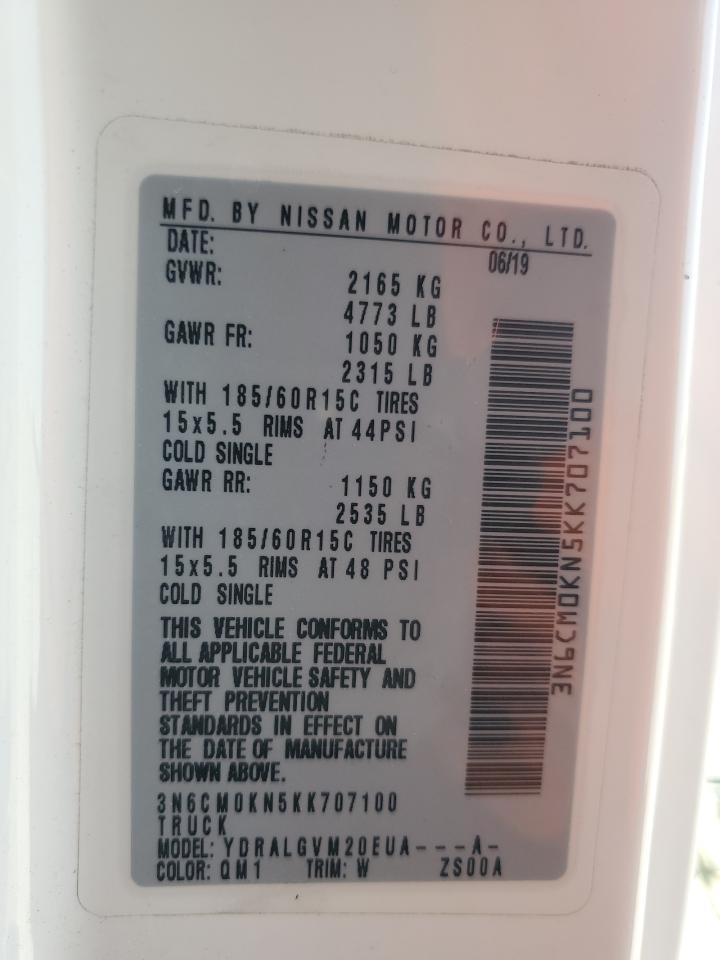 MFD. BY NISSAN MOTOR CO., LTD.
DATE: 06/19
GVWR: 2165 KG
4773 LB
GAWR FR: 1050 KG
2315 LB
WITH 185/60R15C TIRES
15x5.5 RIMS AT 44PSI
COLD SINGLE
GAWR RR: 1150 KG
2535 LB
WITH 185/60R15C TIRES
15x5.5 RIMS AT 48 PSI
COLD SINGLE
THIS VEHICLE CONFORMS TO
ALL APPLICABLE FEDERAL
MOTOR VEHICLE SAFETY AND
THEFT PREVENTION
STANDARDS IN EFFECT ON
THE DATE OF MANUFACTURE
SHOWN ABOVE.
3N6CM0KN5KK707100
TRUCK
MODEL: YDRALGVM20EUA---A-
COLOR: QM1 TRIM: W ZS00A
3N6CM0KN5KK707100